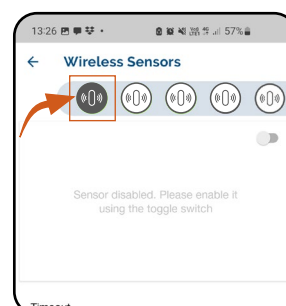 13:26 57%
Wireless Sensors
Sensor disabled. Please enable it
using the toggle switch
Timeout